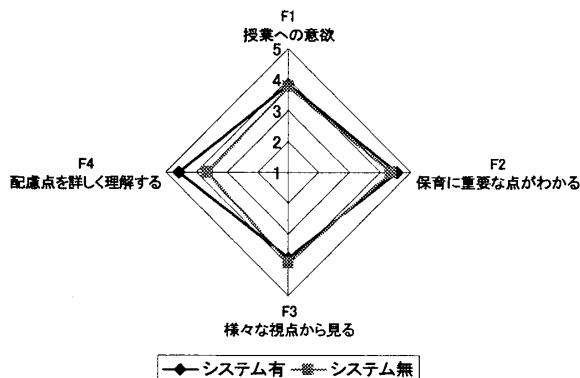 F1
授業への意欲
5
4
3
2
1
F4
配慮点を詳しく理解する
F2
保育に重要な点がわかる
F3
様々な視点から見る
システム有 システム無